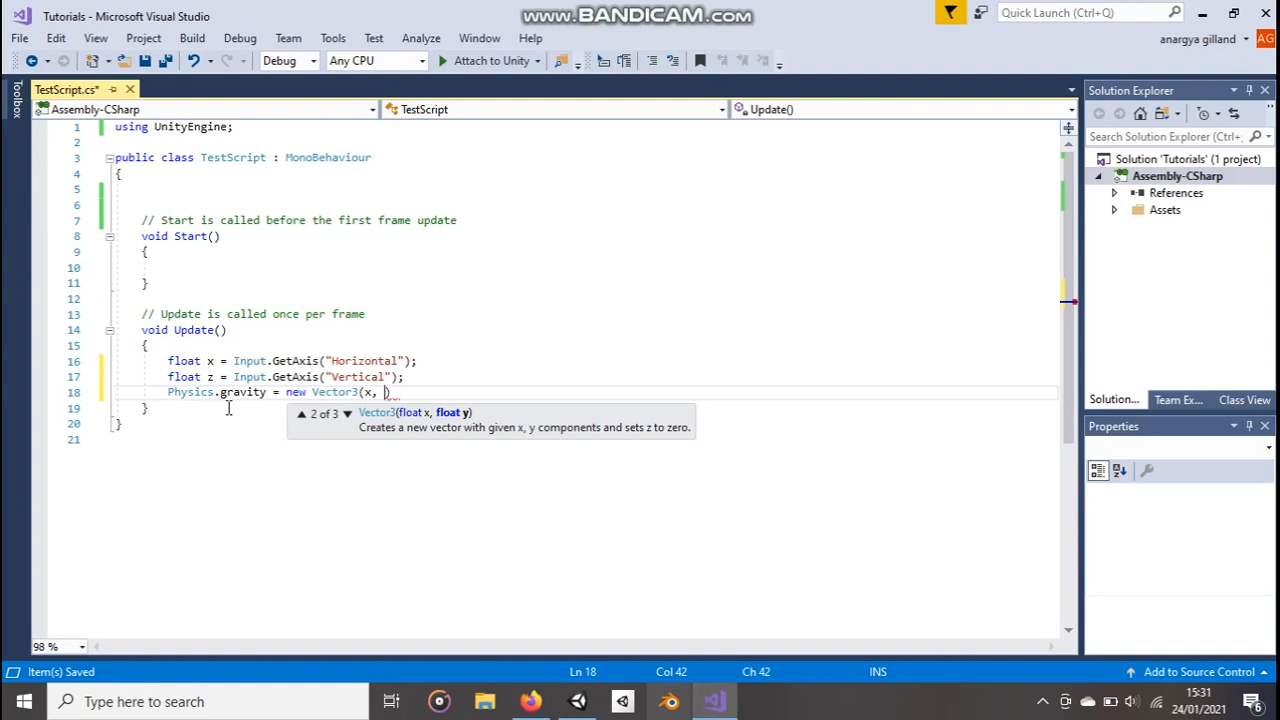 Tutorials - Microsoft Visual Studio
www.BANDICAM.com
Quick Launch (Ctrl+Q)
File Edit View Project Build Debug Team Tools Test Analyze Window Help
anargya gilland AG
Debug Any CPU Attach to Unity
Toolbox
TestScript.cs*
Assembly-CSharp TestScript Update()
1 using UnityEngine;
2
3 public class TestScript : MonoBehaviour
4 {
5
6
7 // Start is called before the first frame update
8 void Start()
9 {
10
11 }
12
13 // Update is called once per frame
14 void Update()
15 {
16 float x = Input.GetAxis("Horizontal");
17 float z = Input.GetAxis("Vertical");
18 Physics.gravity = new Vector3(x, )
19 }
20 }
21
2 of 3 Vector3(float x, float y)
Creates a new vector with given x, y components and sets z to zero.
Solution Explorer
Search Solution Explorer (Ctrl+;)
Solution 'Tutorials' (1 project)
Assembly-CSharp
References
Assets
Solution... Team Ex... Class View
Properties
98 %
Item(s) Saved Ln 18 Col 42 Ch 42 INS Add to Source Control
Type here to search
15:31
24/01/2021
6